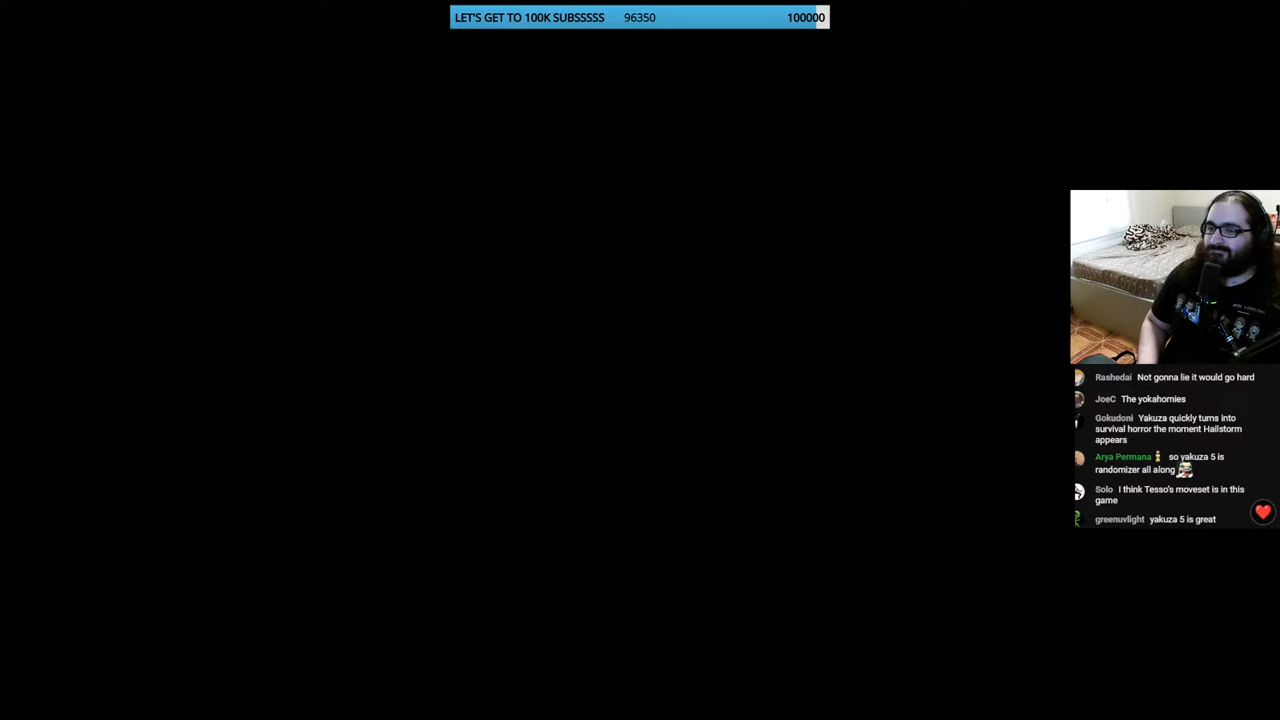 LET'S GET TO 100K SUBSSSSS 96350 100000
Rashedai Not gonna lie it would go hard
JoeC The yokahomies
Gokudoni Yakuza quickly turns into
survival horror the moment Hailstorm
appears
Arya Permana so yakuza 5 is
randomizer all along
Solo I think Tesso's moveset is in this
game
greenuvlight yakuza 5 is great